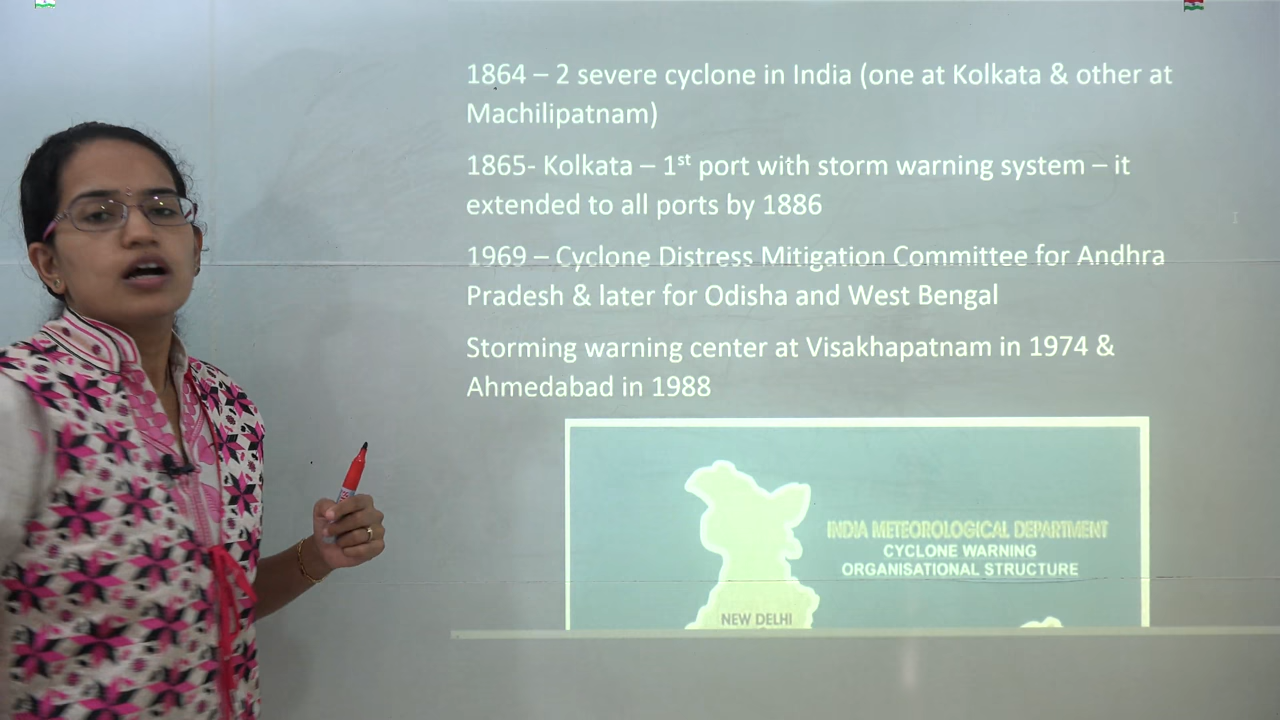 1864 – 2 severe cyclone in India (one at Kolkata & other at
Machilipatnam)
1865- Kolkata – 1st port with storm warning system – it
extended to all ports by 1886
1969 – Cyclone Distress Mitigation Committee for Andhra
Pradesh & later for Odisha and West Bengal
Storming warning center at Visakhapatnam in 1974 &
Ahmedabad in 1988
INDIA METEOROLOGICAL DEPARTMENT
CYCLONE WARNING
ORGANISATIONAL STRUCTURE
NEW DELHI